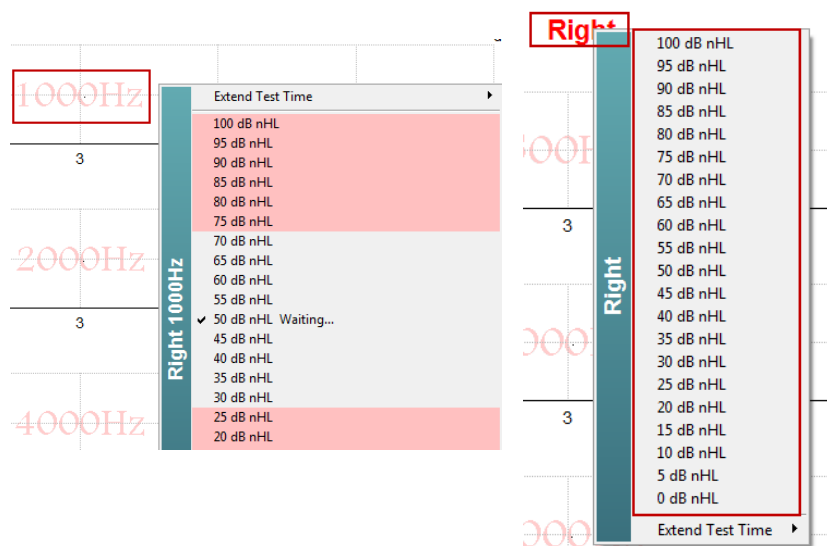 1000Hz
3
2000Hz
3
4000Hz
Right 1000Hz
Extend Test Time
100 dB nHL
95 dB nHL
90 dB nHL
85 dB nHL
80 dB nHL
75 dB nHL
70 dB nHL
65 dB nHL
60 dB nHL
55 dB nHL
50 dB nHL Waiting...
45 dB nHL
40 dB nHL
35 dB nHL
30 dB nHL
25 dB nHL
20 dB nHL
Right
3
3
Right
100 dB nHL
95 dB nHL
90 dB nHL
85 dB nHL
80 dB nHL
75 dB nHL
70 dB nHL
65 dB nHL
60 dB nHL
55 dB nHL
50 dB nHL
45 dB nHL
40 dB nHL
35 dB nHL
30 dB nHL
25 dB nHL
20 dB nHL
15 dB nHL
10 dB nHL
5 dB nHL
0 dB nHL
Extend Test Time